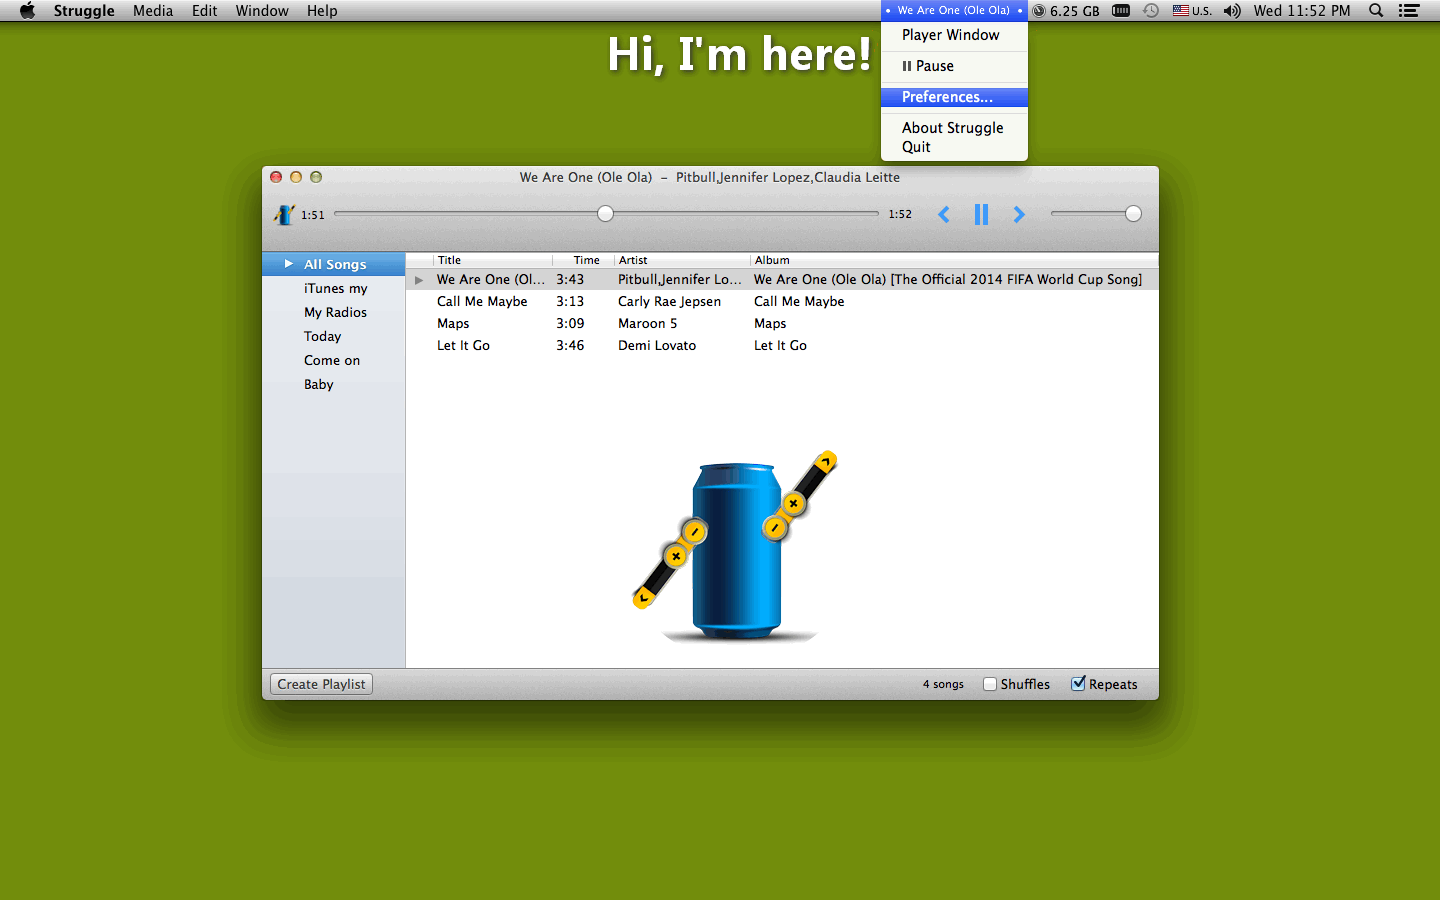 Struggle Media Edit Window Help • We Are One (Ole Ola) • 6.25 GB U.S. Wed 11:52 PM
Player Window
Hi, I'm here!
Pause
Preferences...
About Struggle
Quit
We Are One (Ole Ola) – Pitbull,Jennifer Lopez,Claudia Leitte
1:51 1:52
All Songs
iTunes my
My Radios
Today
Come on
Baby
Title Time Artist Album
We Are One (Ol... 3:43 Pitbull,Jennifer Lo... We Are One (Ole Ola) [The Official 2014 FIFA World Cup Song]
Call Me Maybe 3:13 Carly Rae Jepsen Call Me Maybe
Maps 3:09 Maroon 5 Maps
Let It Go 3:46 Demi Lovato Let It Go
Create Playlist 4 songs Shuffles Repeats